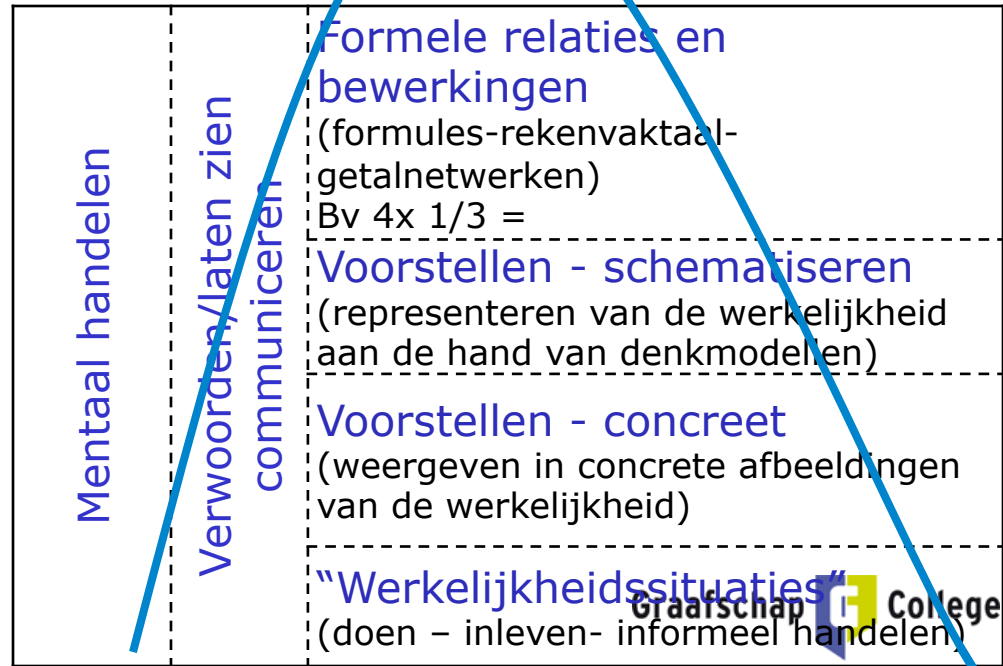 Mentaal handelen
Verwoorden/laten zien
communiceren
Formele relaties en
bewerkingen
(formules-rekenvaktaal-
getalnetwerken)
Bv 4x 1/3 =
Voorstellen - schematiseren
(representeren van de werkelijkheid
aan de hand van denkmodellen)
Voorstellen - concreet
(weergeven in concrete afbeeldingen
van de werkelijkheid)
“Werkelijkheidssituaties”
Graafschap College
(doen – inleven- informeel handelen)